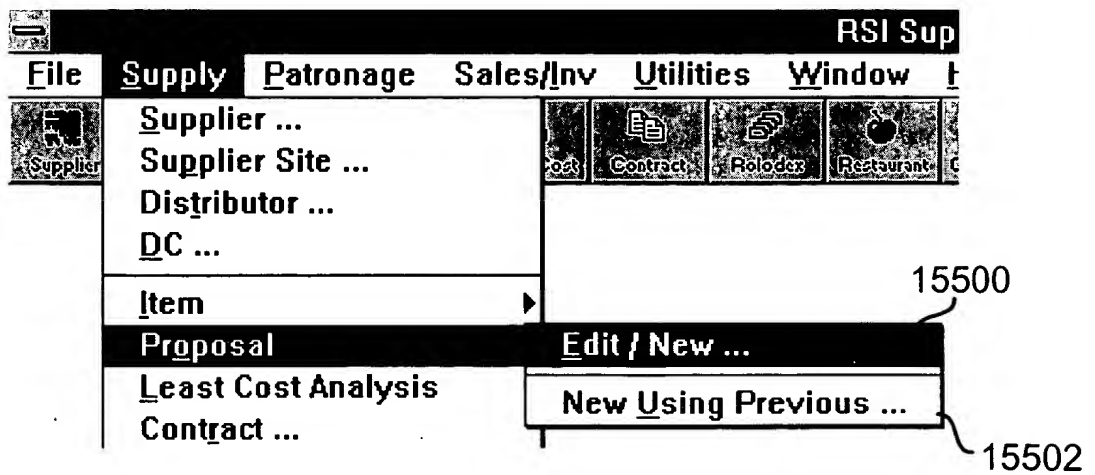 RSI Sup
File Supply Patronage Sales/Inv Utilities Window
Supplier Cost Contract Rolodex Restaurant
Supplier ...
Supplier Site ...
Distributor ...
DC ...
Item
Proposal
Least Cost Analysis
Contract ...
15500
Edit / New ...
New Using Previous ...
15502